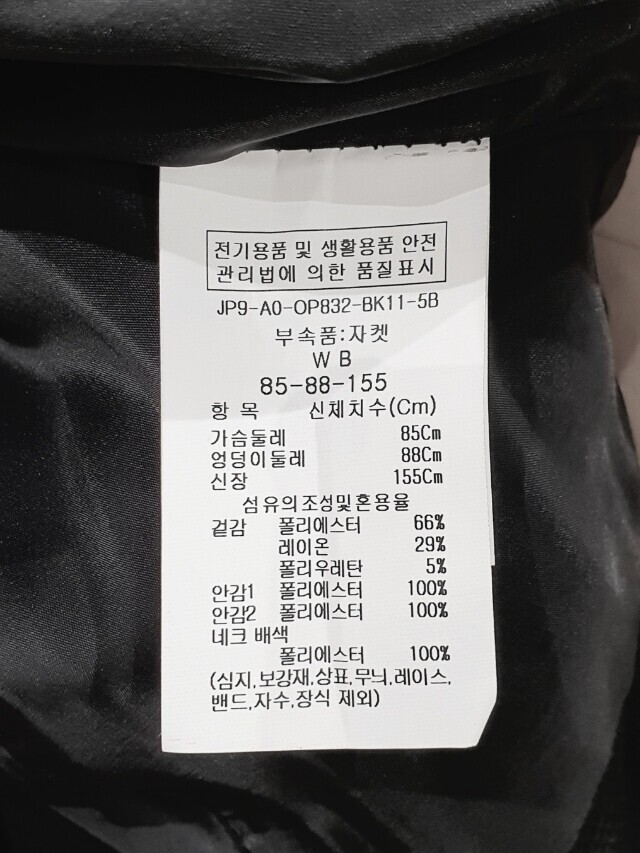 전기용품 및 생활용품 안전
관리법에 의한 품질표시
JP9-A0-OP832-BK11-5B
부속품:자켓
W B
85-88-155
항 목 신체치수(Cm)
가슴둘레 85Cm
엉덩이둘레 88Cm
신장 155Cm
섬유의조성및혼용율
겉감 폴리에스터 66%
레이온 29%
폴리우레탄 5%
안감1 폴리에스터 100%
안감2 폴리에스터 100%
네크 배색
폴리에스터 100%
(심지,보강재,상표,무늬,레이스,
밴드,자수,장식 제외)